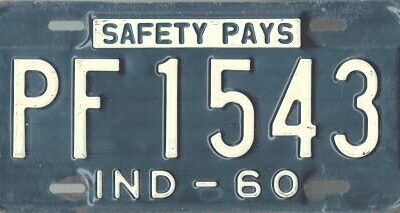 SAFETY PAYS
PF 1543
IND - 60